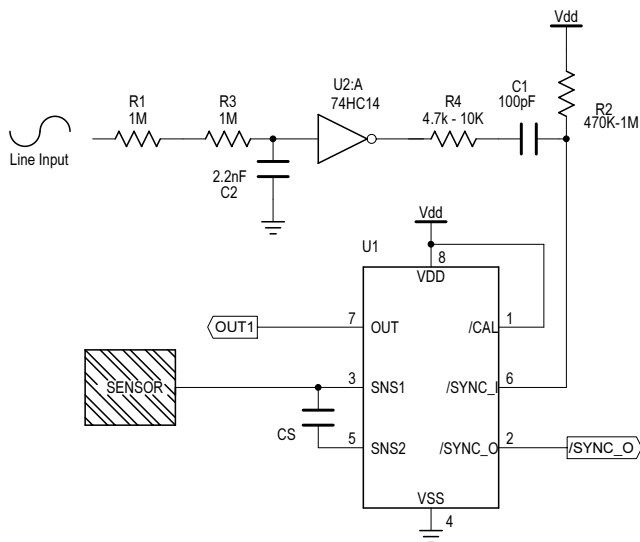 Vdd
U2:A
74HC14
C1
100pF
R1
1M
R3
1M
R4
4.7k - 10K
R2
470K-1M
Line Input
2.2nF
C2
Vdd
U1
8
VDD
OUT1
7
OUT
/CAL
1
SENSOR
3
SNS1
/SYNC_I
6
CS
5
SNS2
/SYNC_O
2
/SYNC_O
VSS
4